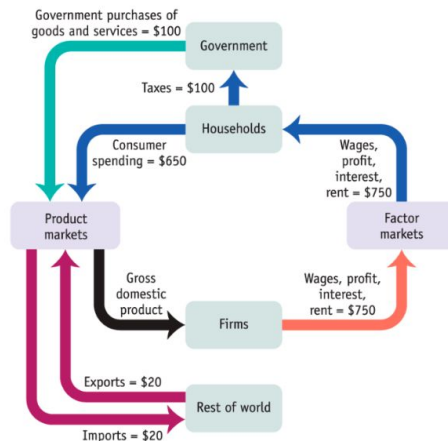 Government purchases of
goods and services = $100
Government
Taxes = $100
Households
Consumer
spending = $650
Wages,
profit,
interest,
rent = $750
Product
markets
Factor
markets
Gross
domestic
product
Wages, profit,
interest,
rent = $750
Firms
Exports = $20
Rest of world
Imports = $20